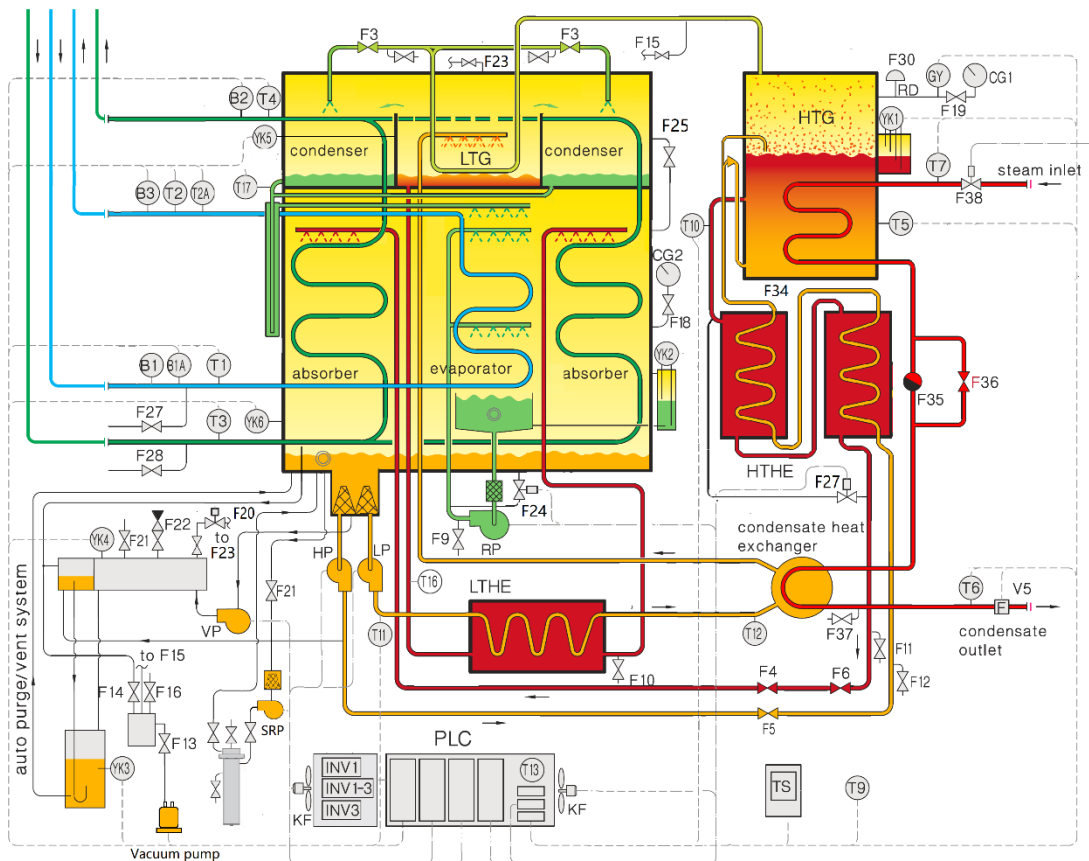 F3
F3
F15
F23
F30
GY
CG1
RD
F19
B2
T4
HTG
YK1
YK5
F25
condenser
LTG
condenser
T7
steam inlet
T17
B3
T2
T2A
F38
T10
T5
CG2
F34
F18
B1
B1A
T1
YK2
absorber
evaporator
absorber
F35
F36
F27
T3
YK6
F28
HTHE
F27
F20
F24
F22
to
F23
F21
YK4
F9
RP
condensate heat
exchanger
HP
LP
LTHE
T16
F21
T6
V5
F
VP
T11
T12
F37
condensate
outlet
F11
to F15
F10
F4
F6
F12
F14
F16
F5
SRP
auto purge/vent system
F13
PLC
YK3
INV1
T13
INV1-3
TS
T9
INV3
KF
KF
Vacuum pump